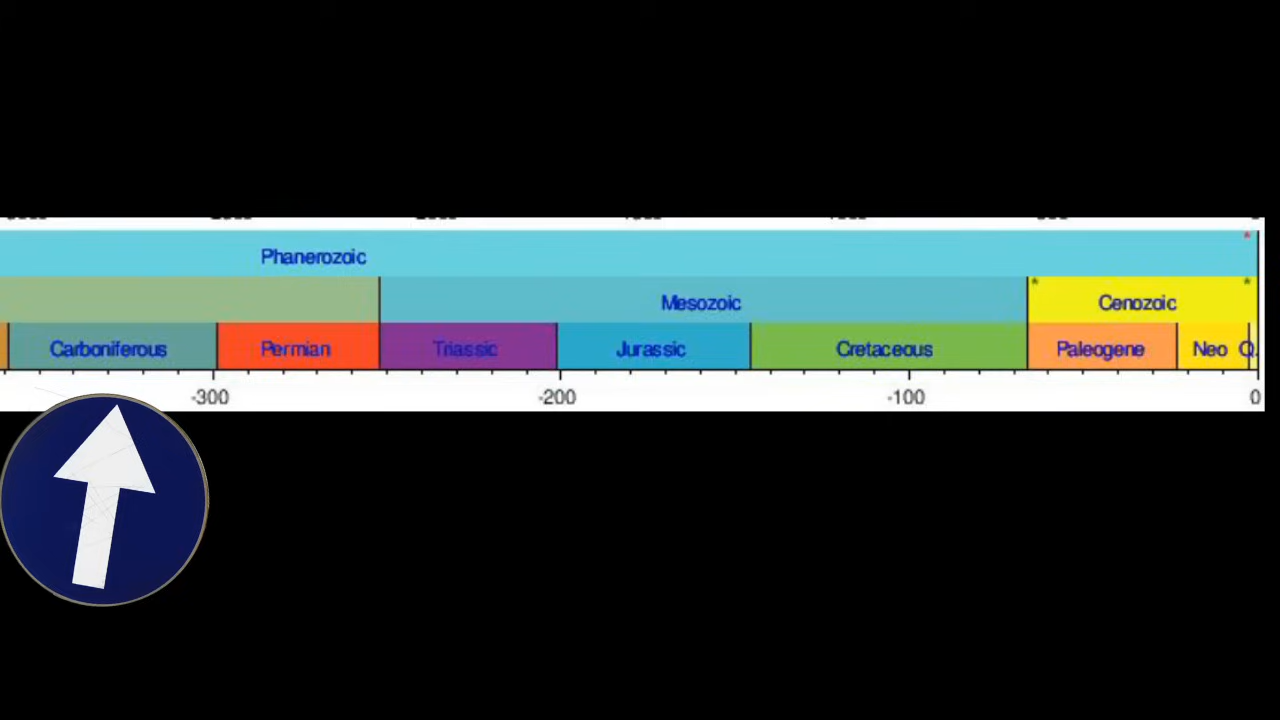 Phanerozoic
Mesozoic Cenozoic
Carboniferous Permian Triassic Jurassic Cretaceous Paleogene Neo Q.
-300 -200 -100 0